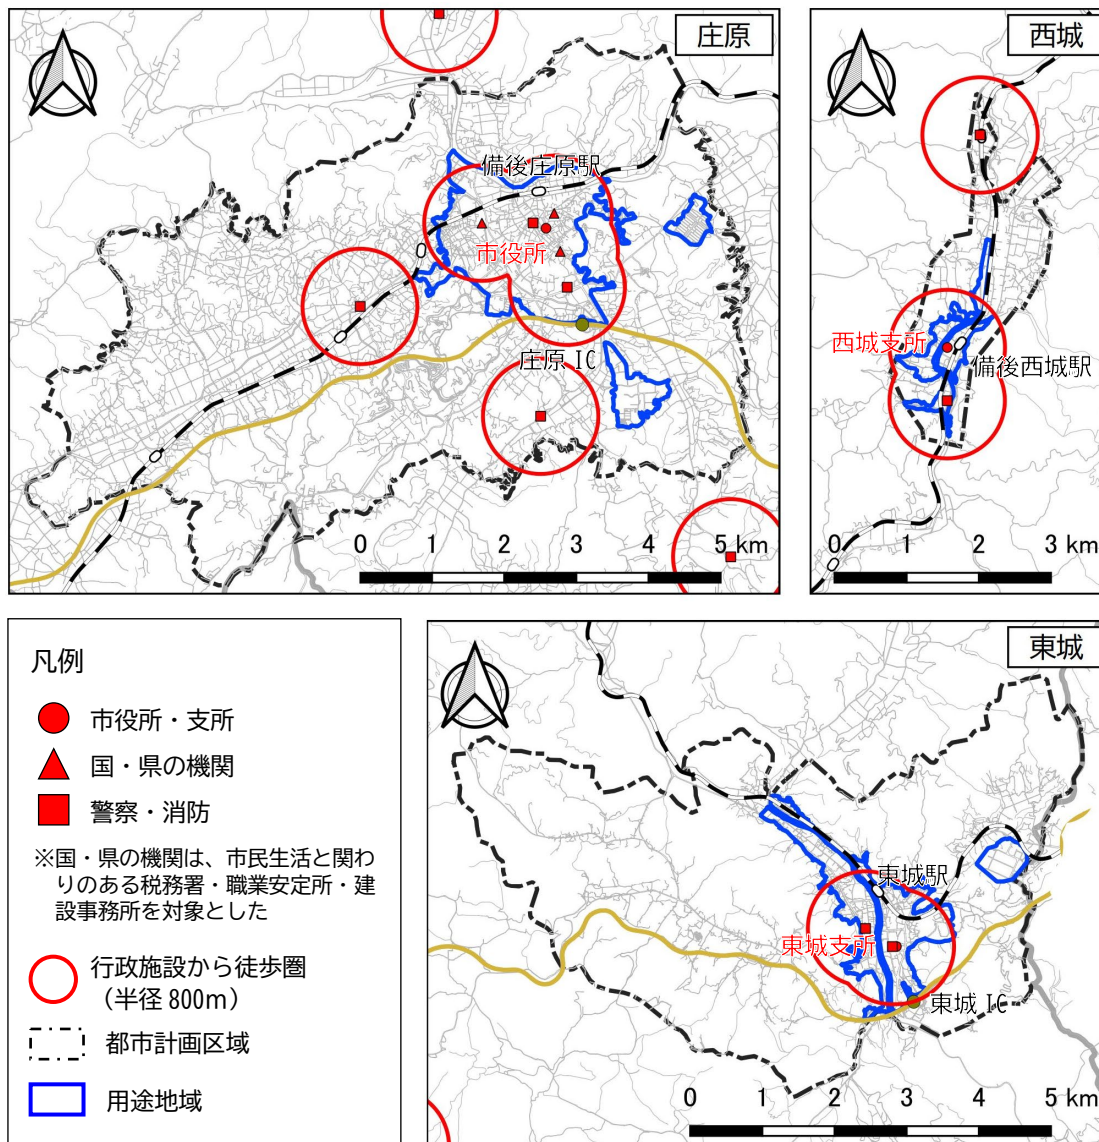 庄原
備後庄原駅
市役所
庄原 IC
0 1 2 3 4 5 km
西城
西城支所
備後西城駅
0 1 2 3 km
凡例
市役所・支所
国・県の機関
警察・消防
※国・県の機関は、市民生活と関わ
りのある税務署・職業安定所・建
設事務所を対象とした
行政施設から徒歩圏
（半径 800m）
都市計画区域
用途地域
東城
東城駅
東城支所
東城 IC
0 1 2 3 4 5 km